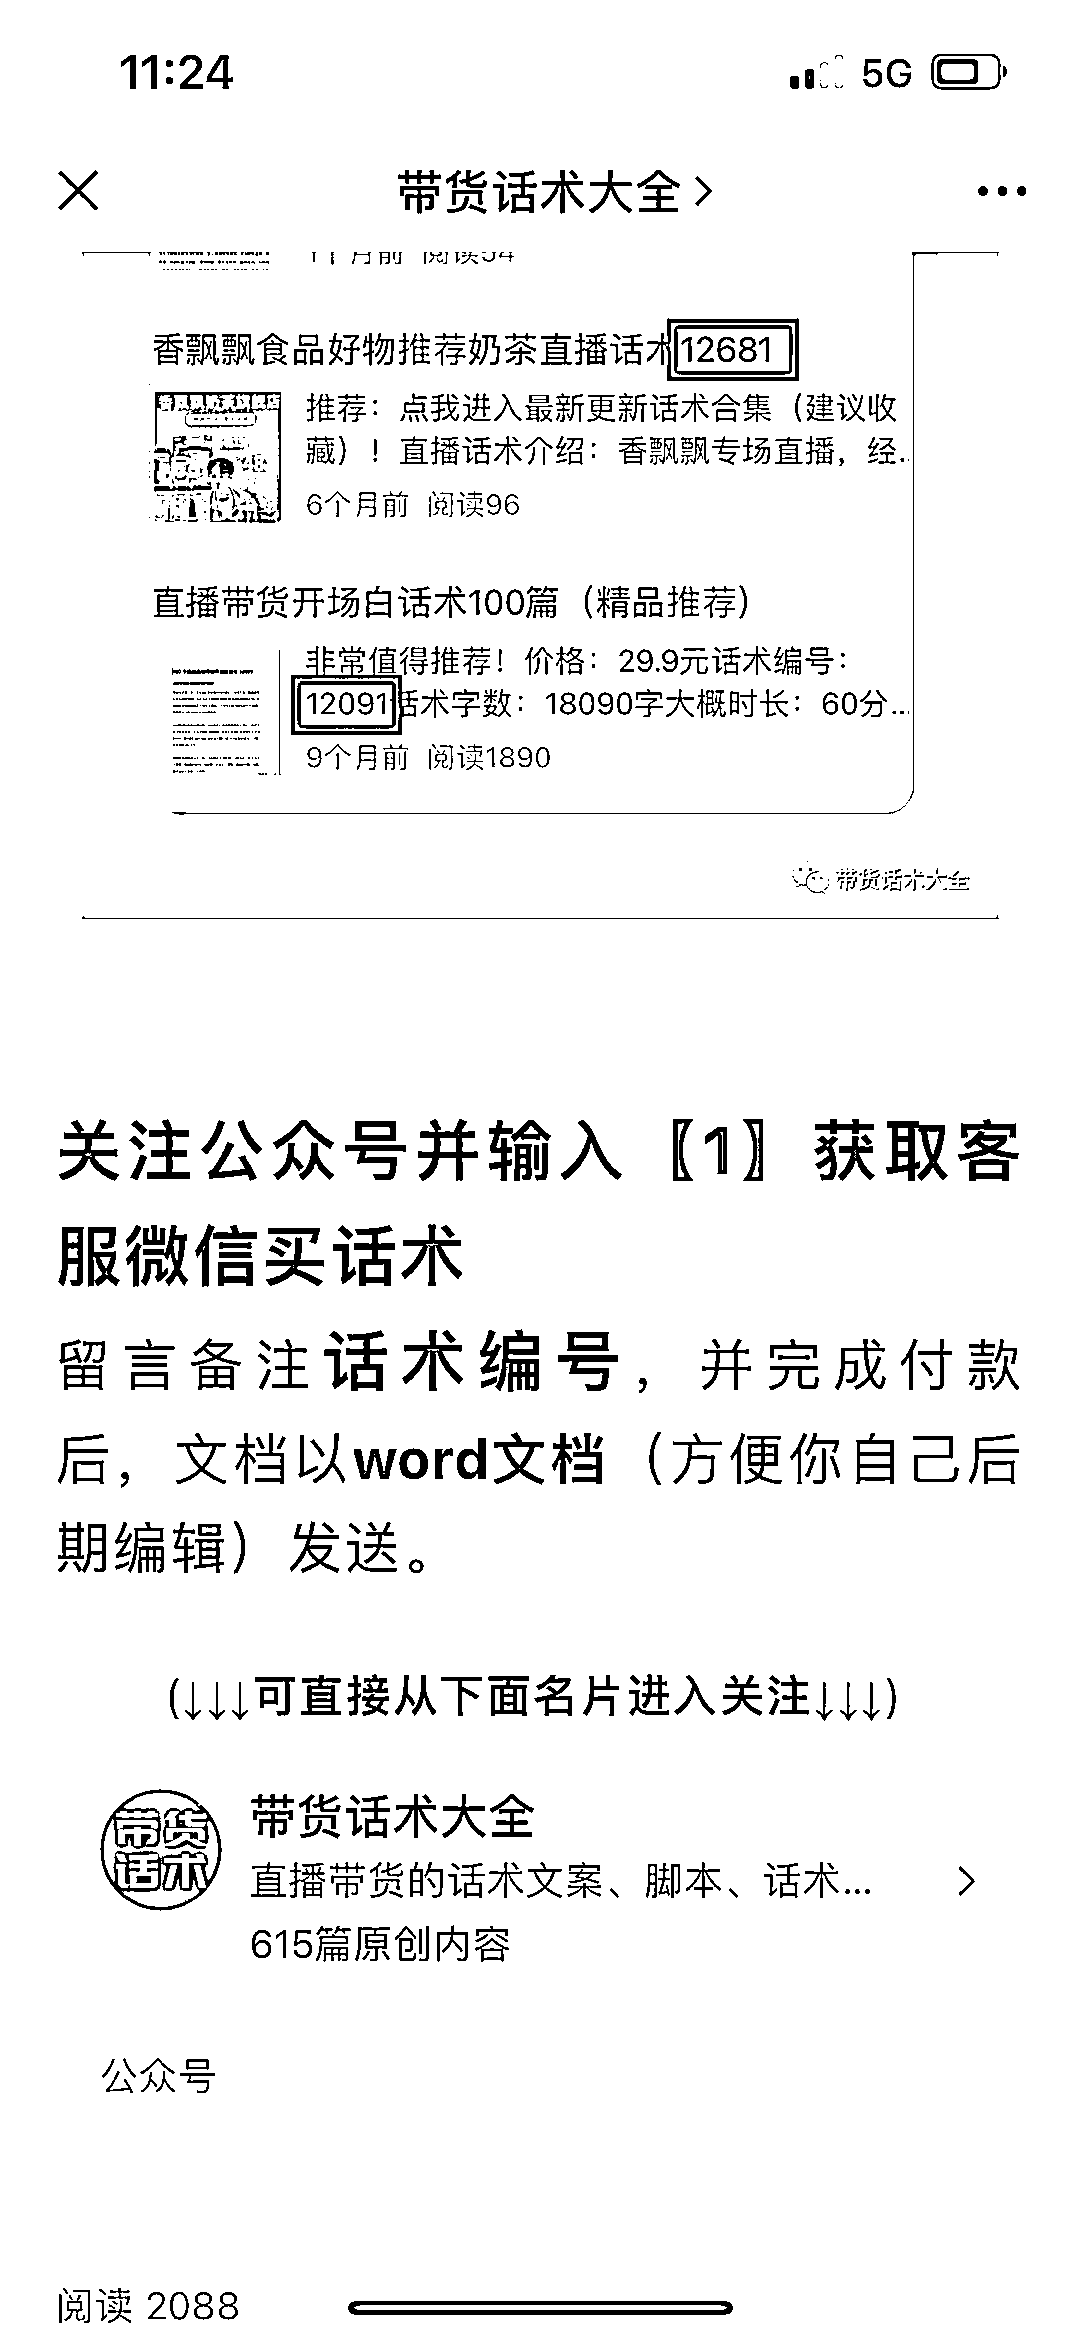 11:24
5G
带货话术大全
1个月前 阅读54
香飘飘食品好物推荐奶茶直播话术12681
推荐：点我进入最新更新话术合集（建议收
藏）！直播话术介绍：香飘飘专场直播，经...
6个月前 阅读96
直播带货开场白话术100篇（精品推荐）
非常值得推荐！价格：29.9元话术编号：
12091话术字数：18090字大概时长：60分...
9个月前 阅读1890
带货话术大全
关注公众号并输入【1】获取客
服微信买话术
留言备注话术编号，并完成付款
后，文档以word文档（方便你自己后
期编辑）发送。
(↓↓↓可直接从下面名片进入关注↓↓↓)
带货
话术
带货话术大全
直播带货的话术文案、脚本、话术...
615篇原创内容
公众号
阅读 2088